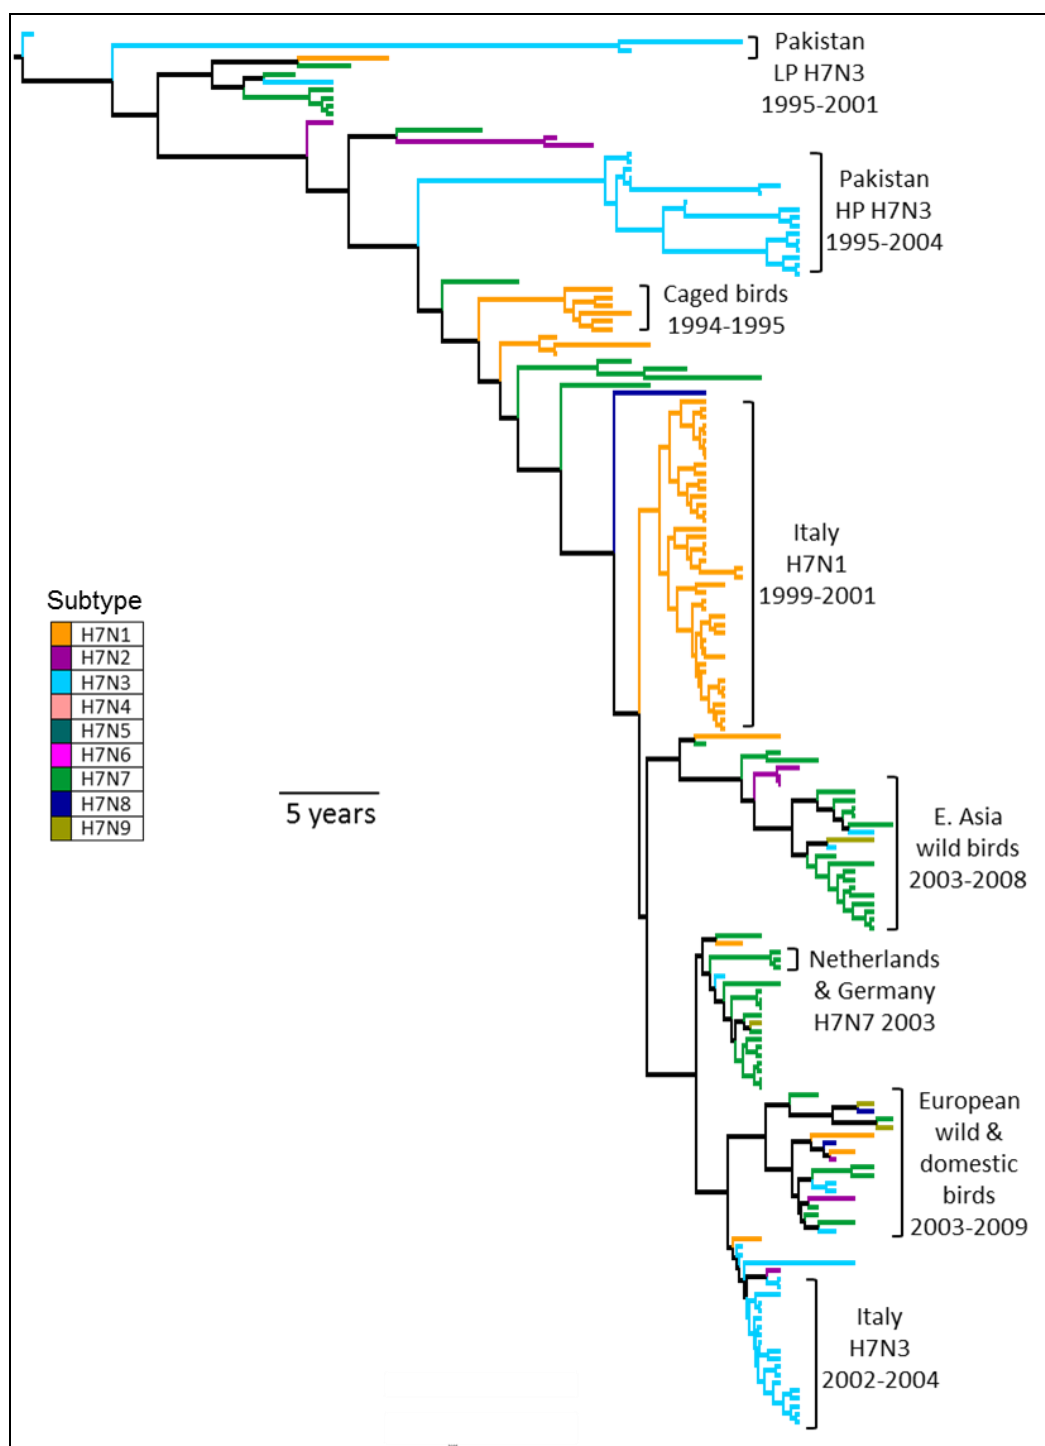 Pakistan
LP H7N3
1995-2001
Pakistan
HP H7N3
1995-2004
Caged birds
1994-1995
Italy
H7N1
1999-2001
Subtype
H7N1
H7N2
H7N3
H7N4
H7N5
H7N6
H7N7
H7N8
H7N9
5 years
E. Asia
wild birds
2003-2008
Netherlands
& Germany
H7N7 2003
European
wild &
domestic
birds
2003-2009
Italy
H7N3
2002-2004